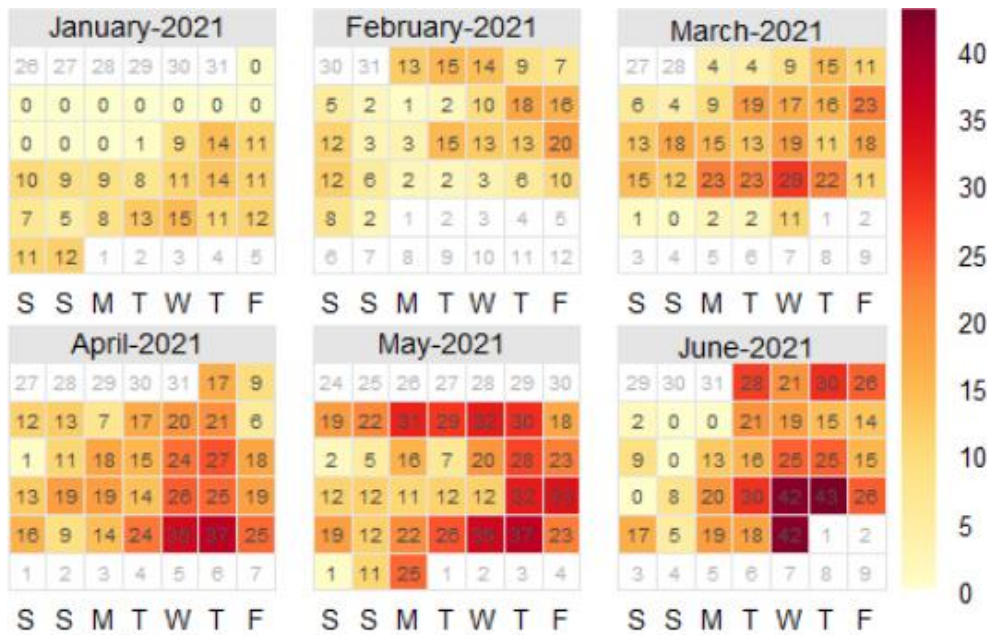 January-2021
26 27 28 29 30 31 0
0 0 0 0 0 0 0
0 0 0 1 9 14 11
10 9 9 8 11 14 11
7 5 8 13 15 11 12
11 12 1 2 3 4 5
S S M T W T F
February-2021
30 31 13 15 14 9 7
5 2 1 2 10 18 16
12 3 3 15 13 13 20
12 6 2 2 3 6 10
8 2 1 2 3 4 5
6 7 8 9 10 11 12
S S M T W T F
March-2021
27 28 4 4 9 15 11
6 4 9 19 17 16 23
13 18 15 13 19 11 18
15 12 23 23 29 22 11
1 0 2 2 11 1 2
3 4 5 6 7 8 9
S S M T W T F
April-2021
27 28 29 30 31 17 9
12 13 7 17 20 21 6
1 11 18 15 24 27 18
13 19 19 14 26 25 19
16 9 14 24 37 25
1 2 3 4 5 6 7
S S M T W T F
May-2021
24 25 26 27 28 29 30
19 22 31 29 32 30 18
2 5 16 7 20 28 23
12 12 11 12 12 32
19 12 22 26 37 23
1 11 25 1 2 3 4
S S M T W T F
June-2021
29 30 31 28 21 30 26
2 0 0 21 19 15 14
9 0 13 16 25 25 15
0 8 20 30 42 43 26
17 5 19 18 42 1 2
3 4 5 6 7 8 9
S S M T W T F
40
35
30
25
20
15
10
5
0